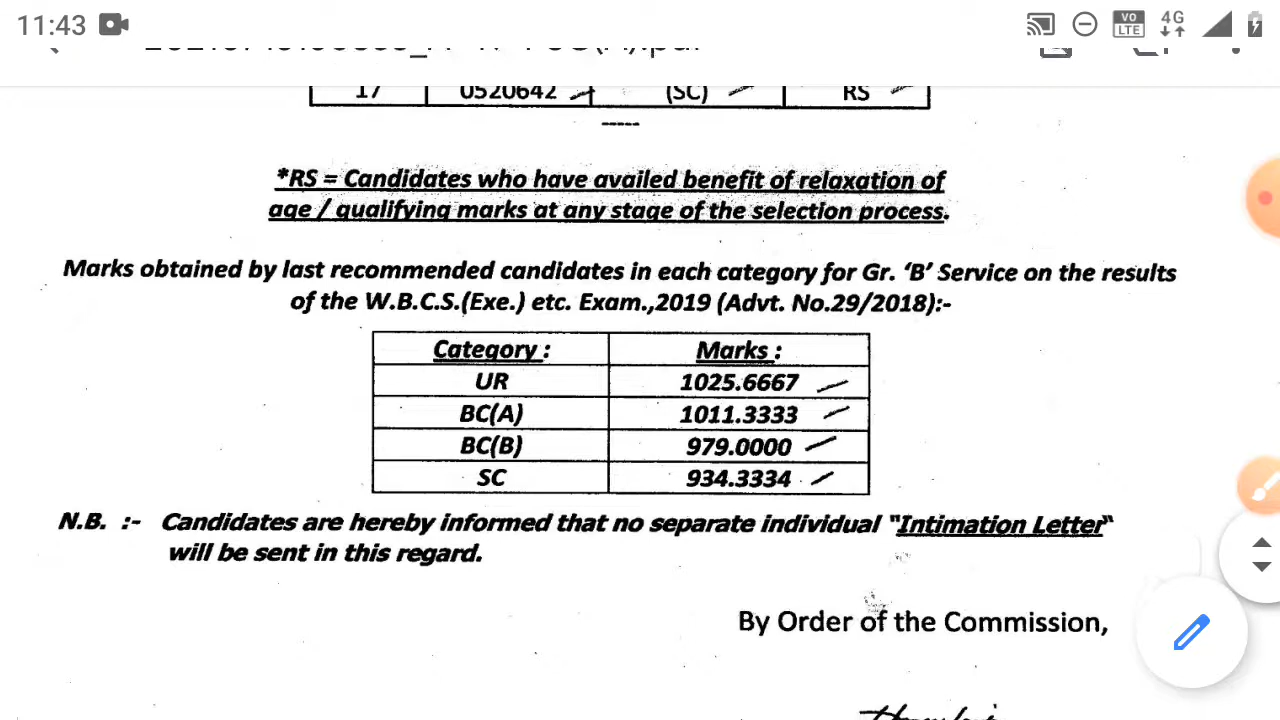 11:43
VO LTE 4G
17 0520642 (SC) RS
-----
*RS = Candidates who have availed benefit of relaxation of
age / qualifying marks at any stage of the selection process.
Marks obtained by last recommended candidates in each category for Gr. ‘B’ Service on the results
of the W.B.C.S.(Exe.) etc. Exam.,2019 (Advt. No.29/2018):-
Category : Marks :
UR 1025.6667
BC(A) 1011.3333
BC(B) 979.0000
SC 934.3334
N.B. :- Candidates are hereby informed that no separate individual "Intimation Letter"
will be sent in this regard.
By Order of the Commission,